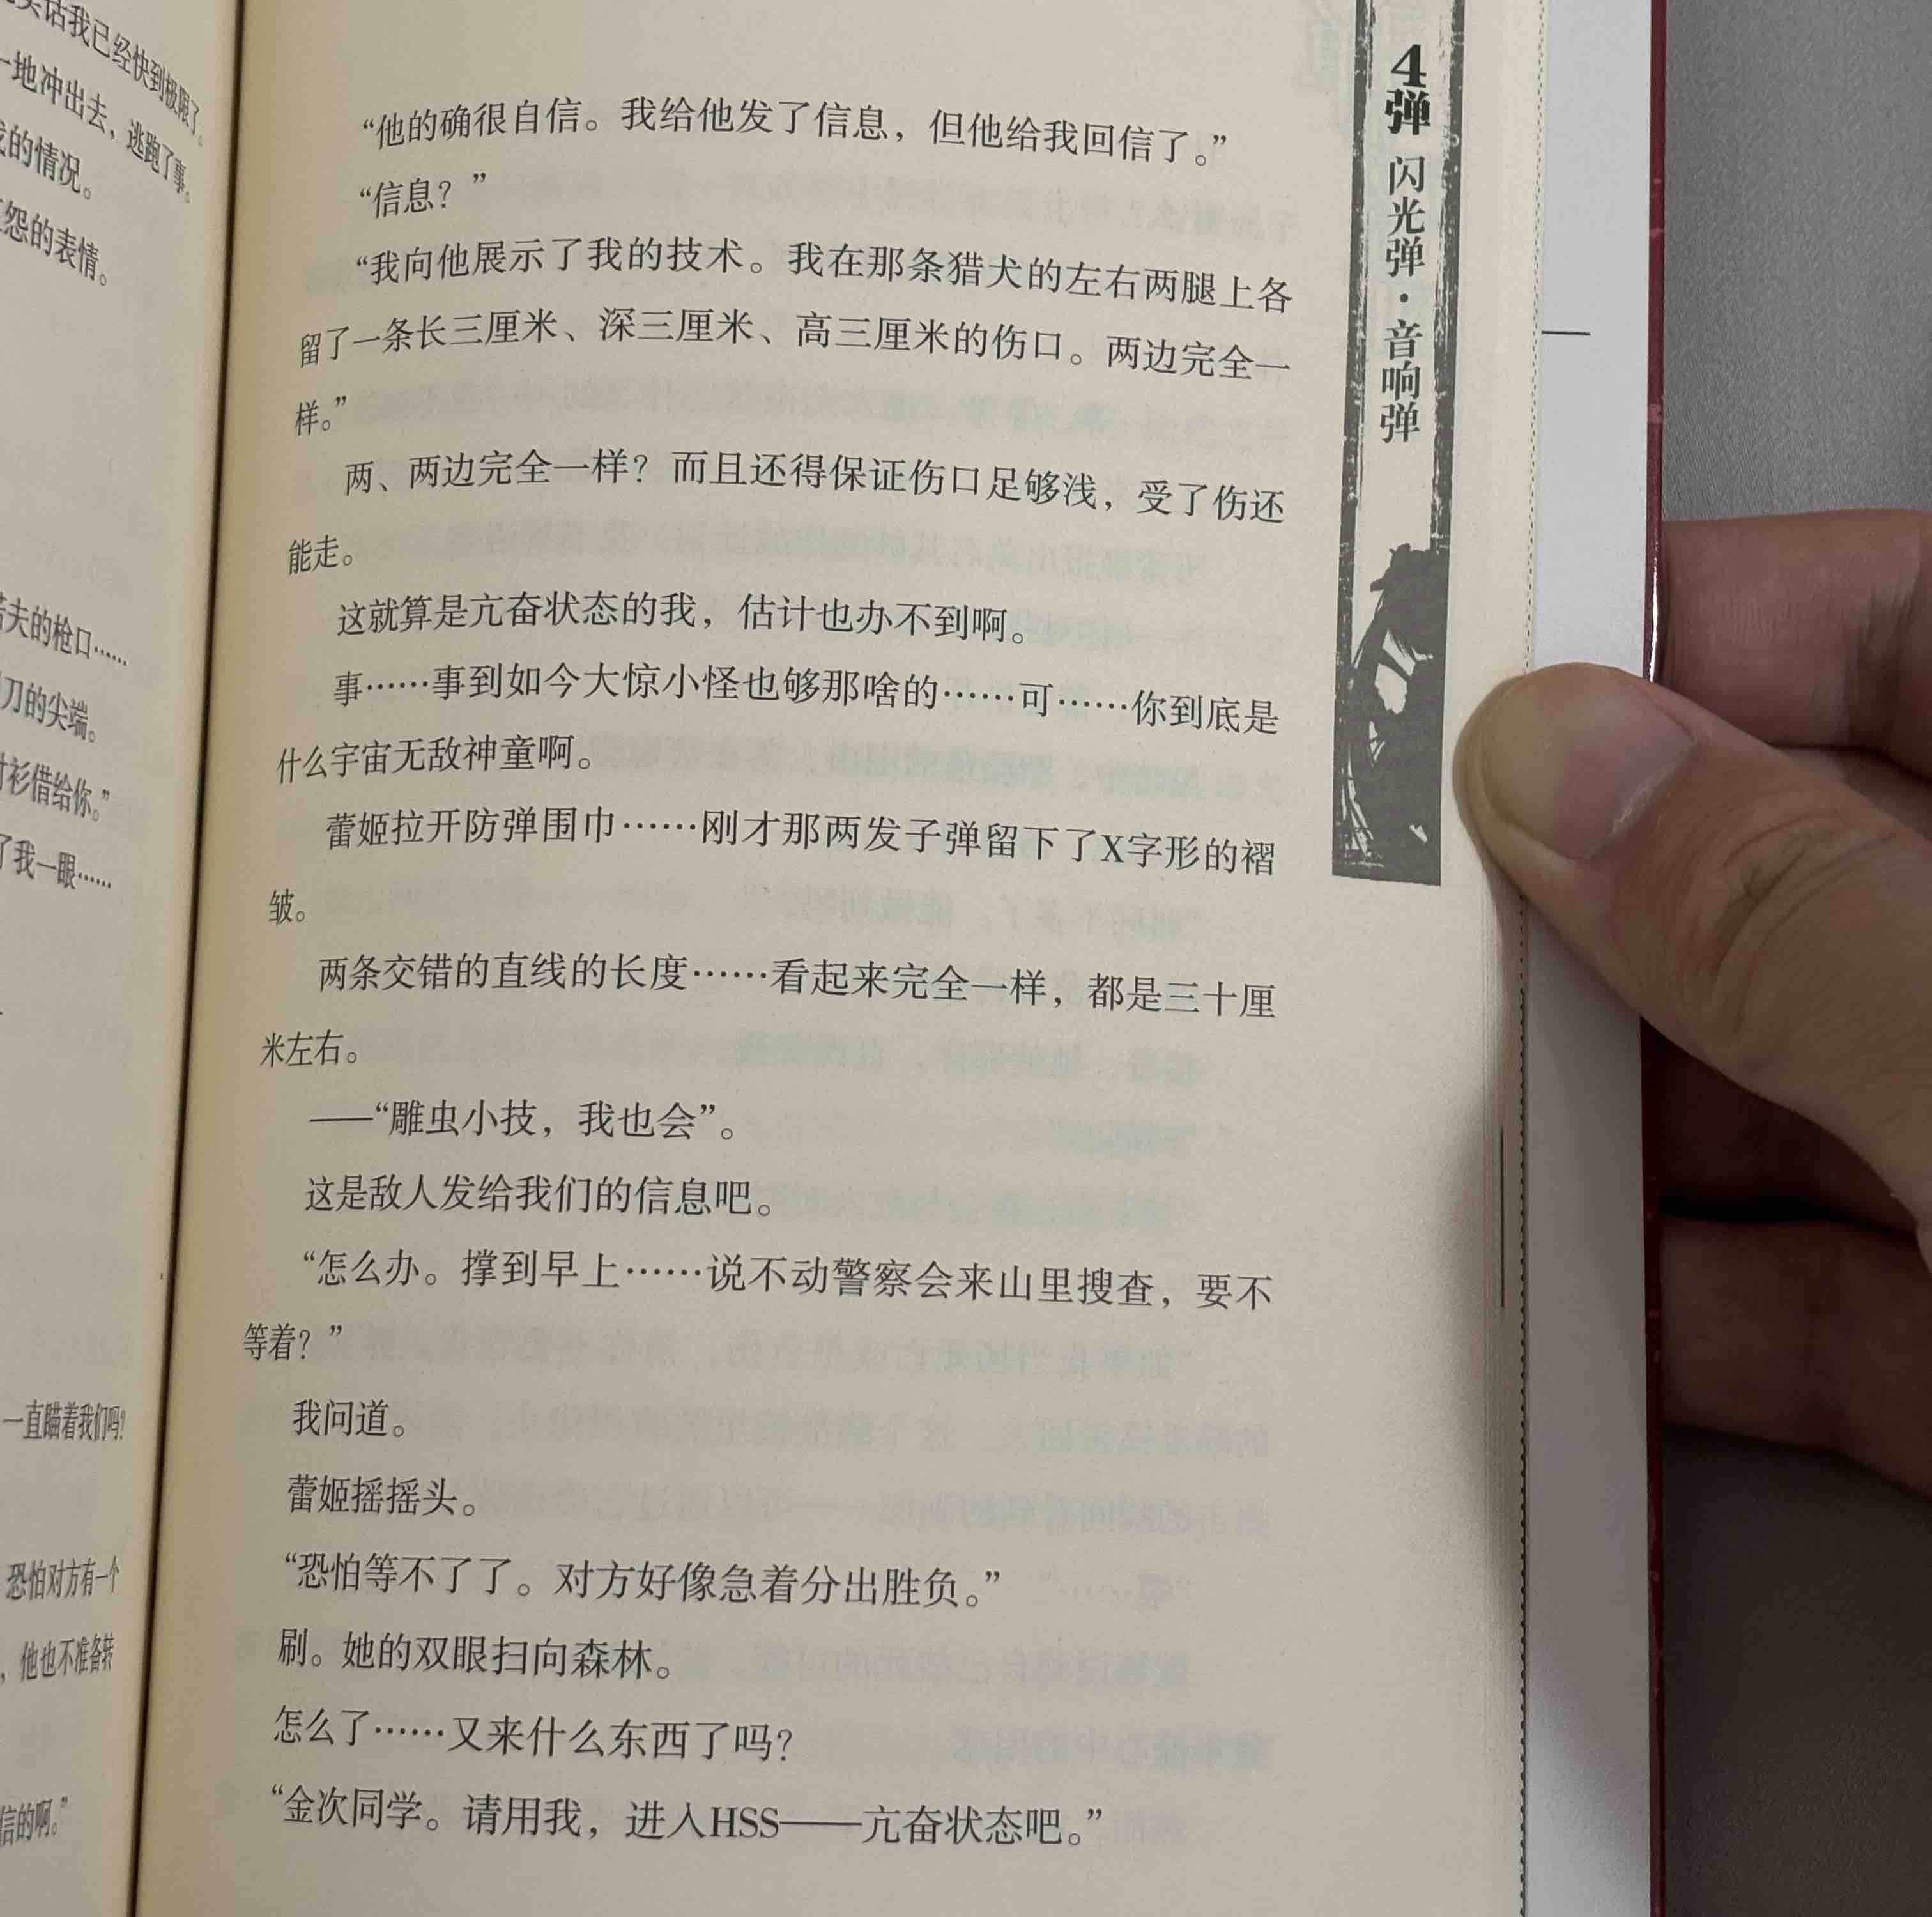 话我已经快到极限了。
一地冲出去，逃跑了事。
的情况。
怨的表情。
夫的枪口……
刀的尖端。
衫借给你。”
了我一眼……
一直瞄着我们吗？
恐怕对方有一个
，他也不准备转
信的啊。”
“他的确很自信。我给他发了信息，但他给我回信了。”
“信息？”
“我向他展示了我的技术。我在那条猎犬的左右两腿上各
留了一条长三厘米、深三厘米、高三厘米的伤口。两边完全一
样。”
两、两边完全一样？而且还得保证伤口足够浅，受了伤还
能走。
这就算是亢奋状态的我，估计也办不到啊。
事……事到如今大惊小怪也够那啥的……可……你到底是
什么宇宙无敌神童啊。
蕾姬拉开防弹围巾……刚才那两发子弹留下了X字形的褶
皱。
两条交错的直线的长度……看起来完全一样，都是三十厘
米左右。
——“雕虫小技，我也会”。
这是敌人发给我们的信息吧。
“怎么办。撑到早上……说不动警察会来山里搜查，要不
等着？”
我问道。
蕾姬摇摇头。
“恐怕等不了了。对方好像急着分出胜负。”
刷。她的双眼扫向森林。
怎么了……又来什么东西了吗？
“金次同学。请用我，进入HSS——亢奋状态吧。”
4弹 闪光弹·音响弹